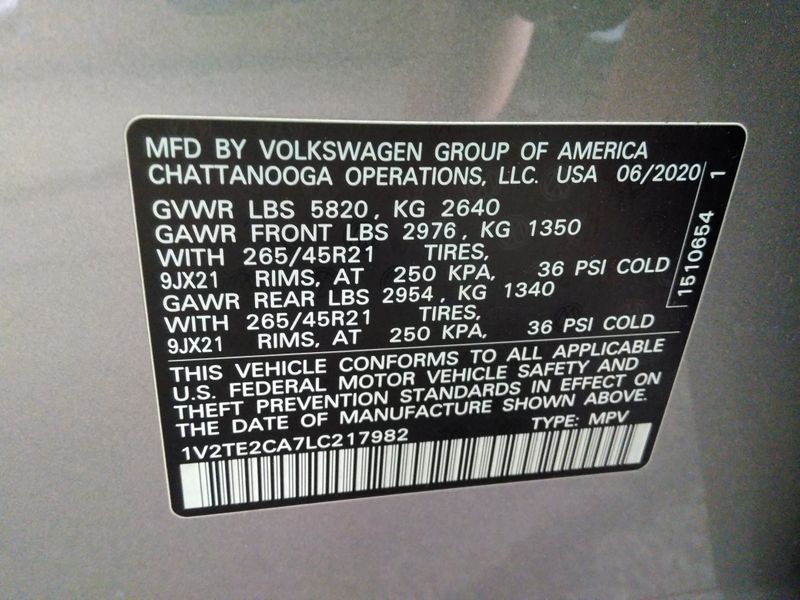 MFD BY VOLKSWAGEN GROUP OF AMERICA
CHATTANOOGA OPERATIONS, LLC. USA 06/2020
GVWR LBS 5820, KG 2640
GAWR FRONT LBS 2976, KG 1350
WITH 265/45R21 TIRES,
9JX21 RIMS, AT 250 KPA, 36 PSI COLD
GAWR REAR LBS 2954, KG 1340
WITH 265/45R21 TIRES,
9JX21 RIMS, AT 250 KPA, 36 PSI COLD
1510654 1
THIS VEHICLE CONFORMS TO ALL APPLICABLE
U.S. FEDERAL MOTOR VEHICLE SAFETY AND
THEFT PREVENTION STANDARDS IN EFFECT ON
THE DATE OF MANUFACTURE SHOWN ABOVE.
1V2TE2CA7LC217982 TYPE: MPV